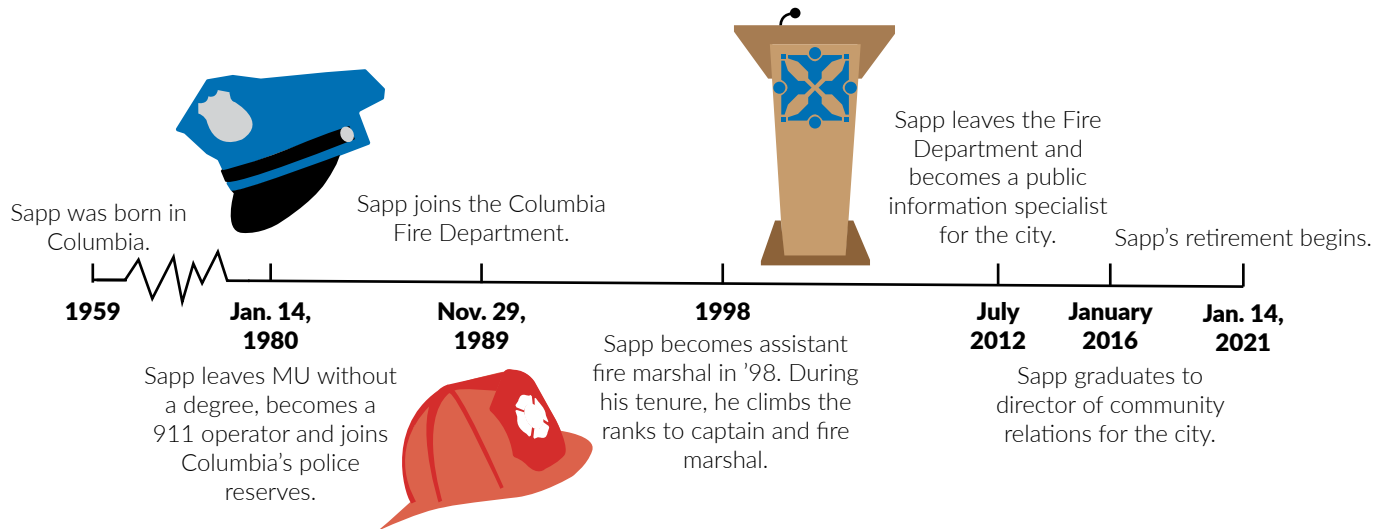 Sapp was born in
Columbia.
1959
Jan. 14,
1980
Sapp leaves MU without
a degree, becomes a
911 operator and joins
Columbia’s police
reserves.
Sapp joins the Columbia
Fire Department.
Nov. 29,
1989
1998
Sapp becomes assistant
fire marshal in ’98. During
his tenure, he climbs the
ranks to captain and fire
marshal.
Sapp leaves the Fire
Department and
becomes a public
information specialist
for the city.
July
2012
January
2016
Sapp graduates to
director of community
relations for the city.
Sapp’s retirement begins.
Jan. 14,
2021